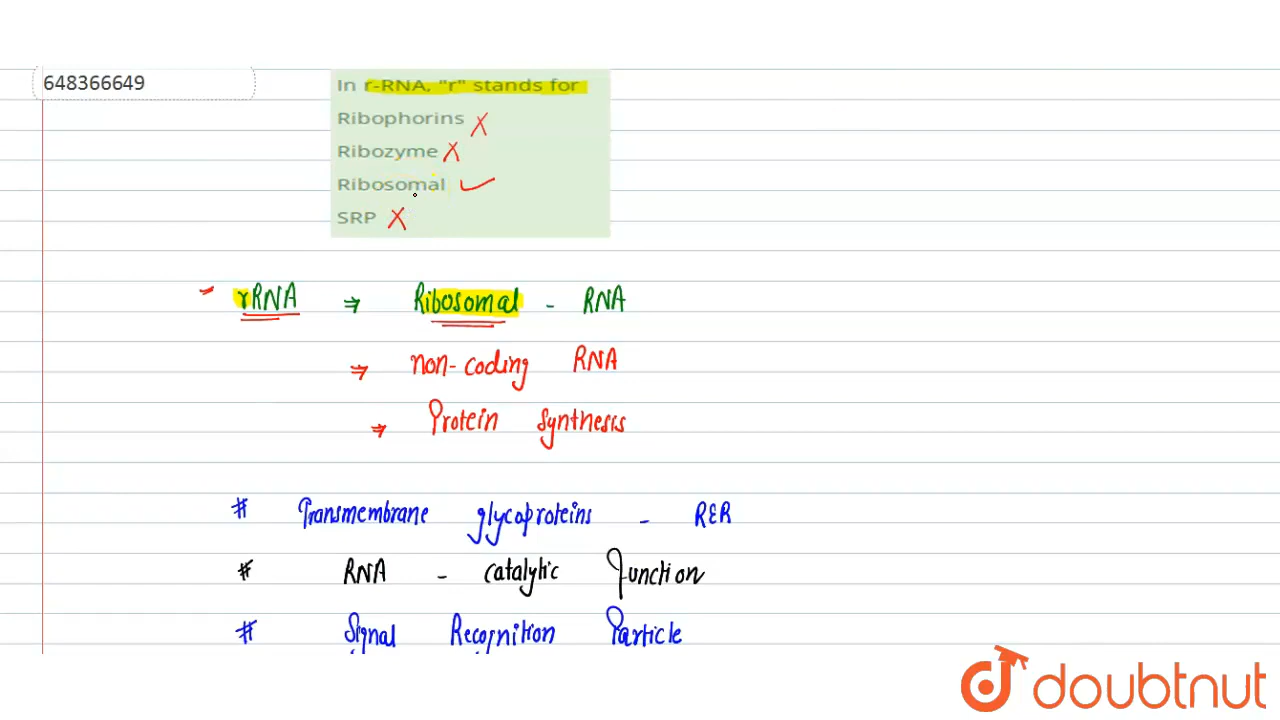 648366649
In r-RNA, "r" stands for
Ribophorins X
Ribozyme X
Ribosomal ✓
SRP X
rRNA ⇒ Ribosomal - RNA
⇒ non-coding RNA
⇒ Protein synthesis
# Transmembrane glycoproteins - RER
# RNA - catalytic function
# Signal Recognition Particle
doubtnut